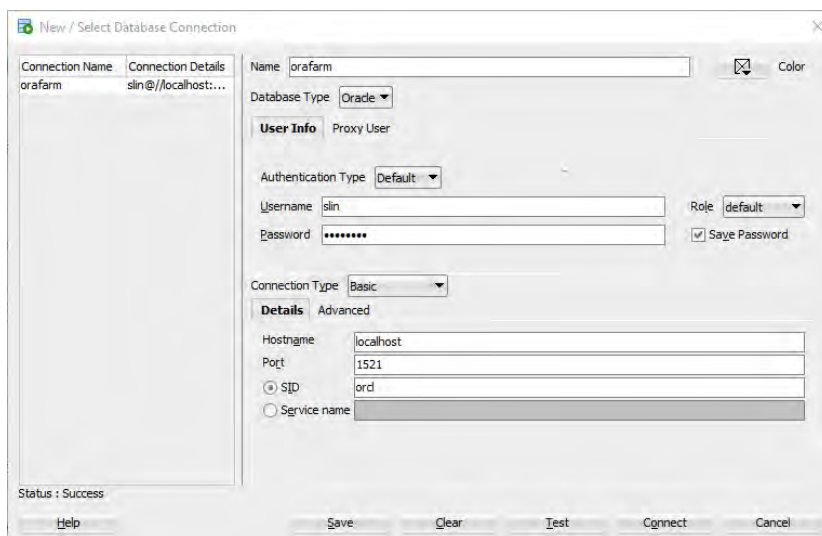 New / Select Database Connection
Connection Name Connection Details
orafarm slin@//localhost:...
Name orafarm Color
Database Type Oracle
User Info Proxy User
Authentication Type Default
Username slin Role default
Password •••••••• Save Password
Connection Type Basic
Details Advanced
Hostname localhost
Port 1521
SID orcl
Service name
Status : Success
Help Save Clear Test Connect Cancel